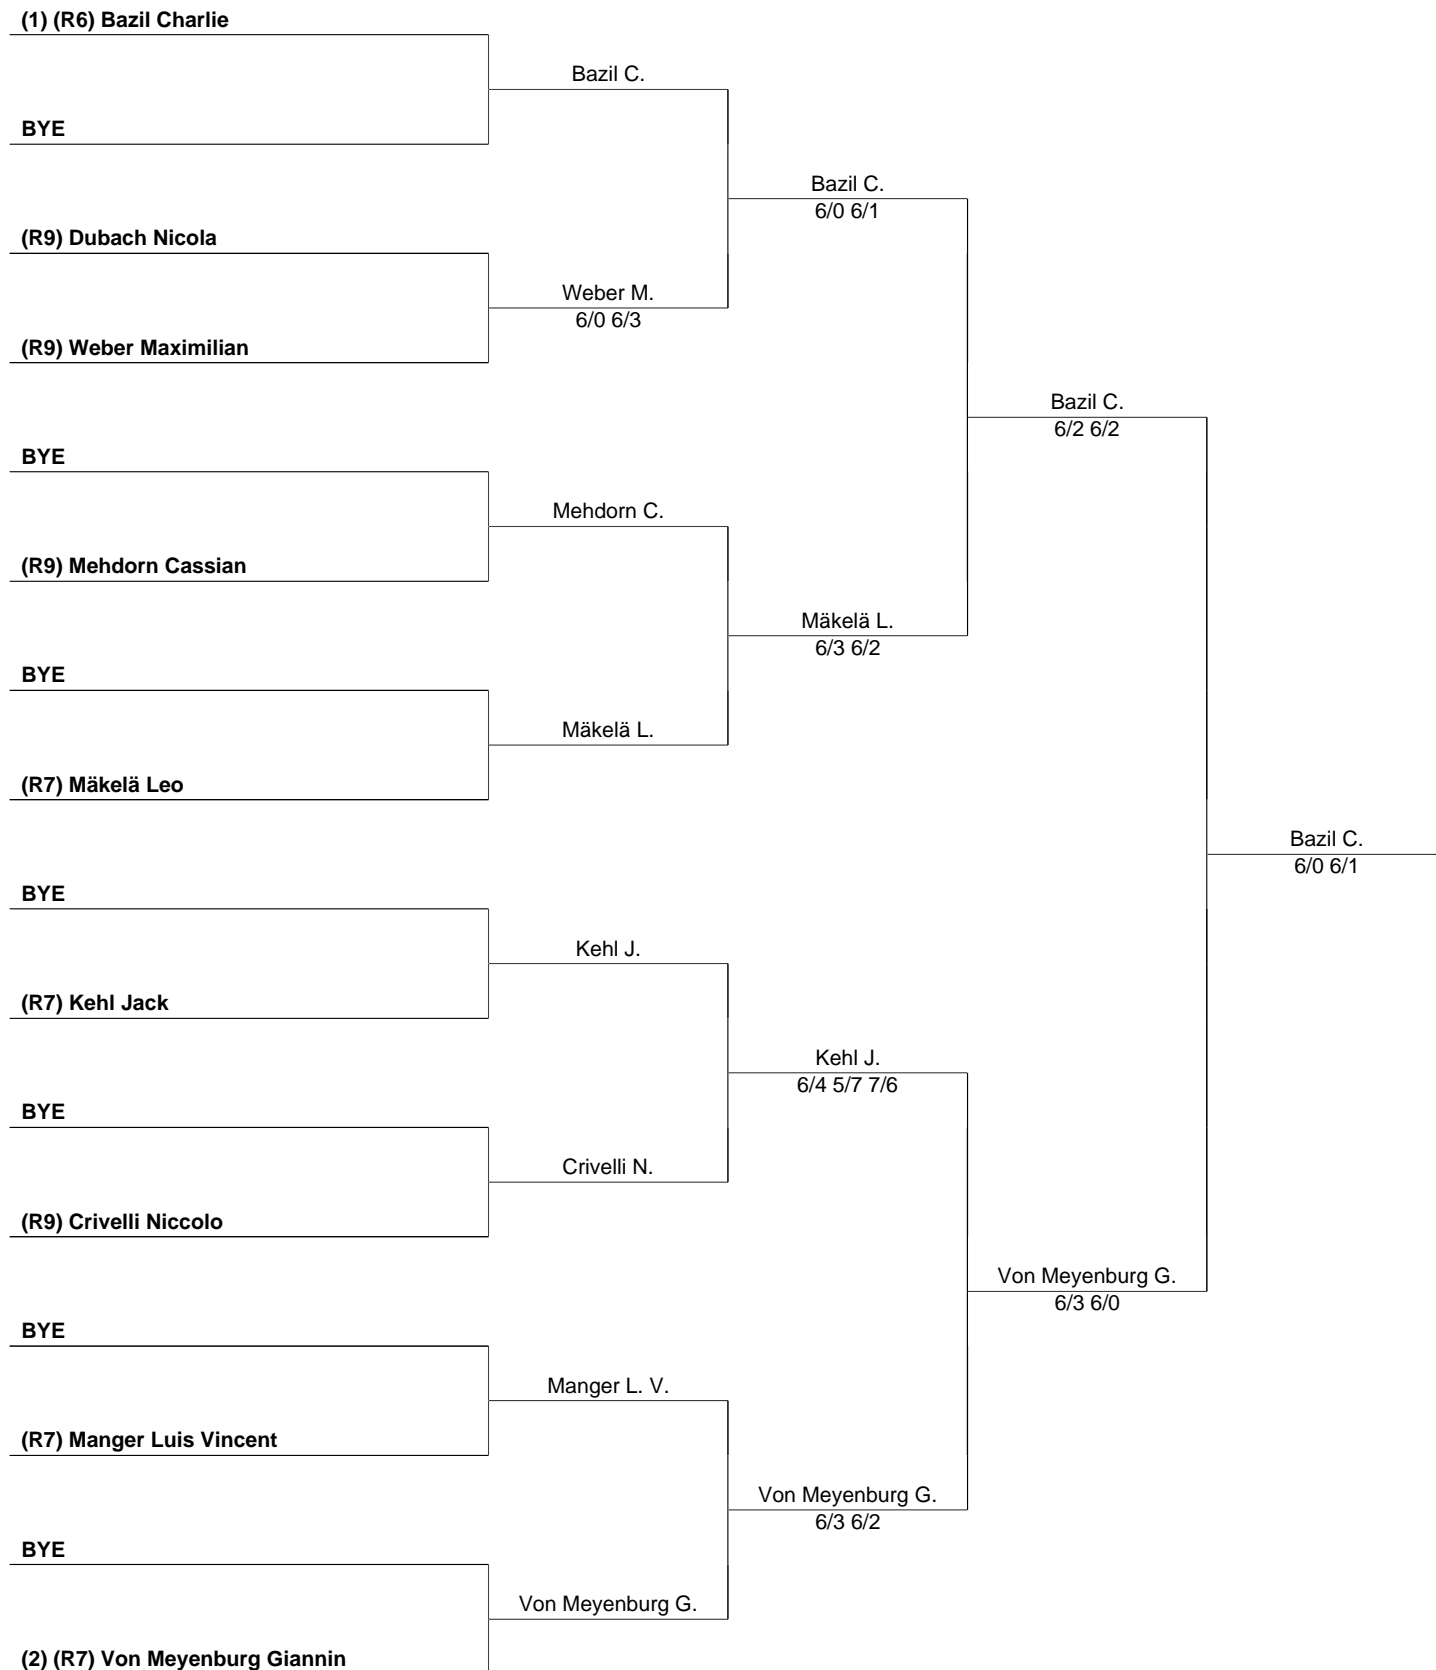 (1) (R6) Bazil Charlie
Bazil C.
BYE
Bazil C.
6/0 6/1
(R9) Dubach Nicola
Weber M.
6/0 6/3
(R9) Weber Maximilian
Bazil C.
6/2 6/2
BYE
Mehdorn C.
(R9) Mehdorn Cassian
Mäkelä L.
6/3 6/2
BYE
Mäkelä L.
(R7) Mäkelä Leo
Bazil C.
6/0 6/1
BYE
Kehl J.
(R7) Kehl Jack
Kehl J.
6/4 5/7 7/6
BYE
Crivelli N.
(R9) Crivelli Niccolo
Von Meyenburg G.
6/3 6/0
BYE
Manger L. V.
(R7) Manger Luis Vincent
Von Meyenburg G.
6/3 6/2
BYE
Von Meyenburg G.
(2) (R7) Von Meyenburg Giannin